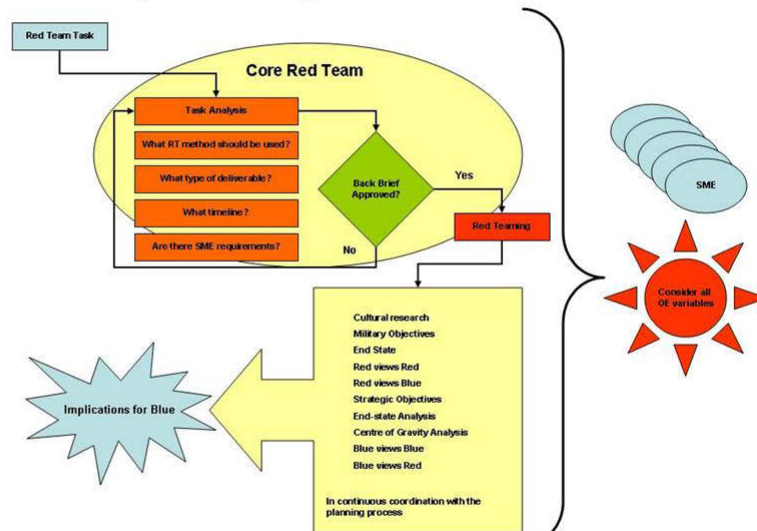 Red Team Task
Core Red Team
Task Analysis
What RT method should be used?
What type of deliverable?
What timeline?
Are there SME requirements?
Back Brief
Approved?
Yes
No
Red Teaming
SME
Consider all
OE variables
Cultural research
Military Objectives
End State
Red views Red
Red views Blue
Strategic Objectives
End-state Analysis
Centre of Gravity Analysis
Blue views Blue
Blue views Red
In continuous coordination with the
planning process
Implications for Blue